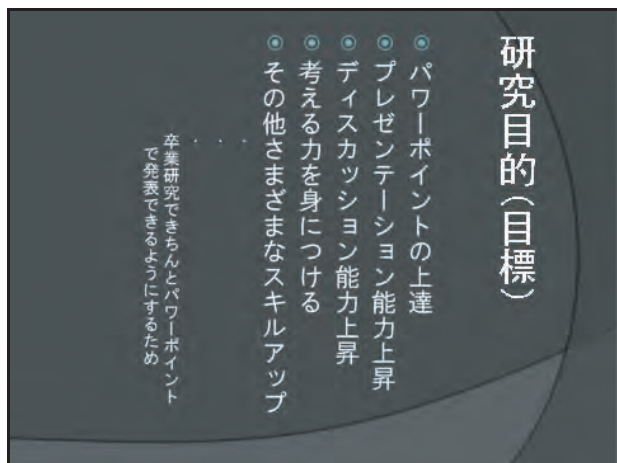 研究目的(目標)
◉ パワーポイントの上達
◉ プレゼンテーション能力上昇
◉ ディスカッション能力上昇
◉ 考える力を身につける
◉ その他さまざまなスキルアップ
・
・
・
卒業研究できちんとパワーポイント
で発表できるようにするため